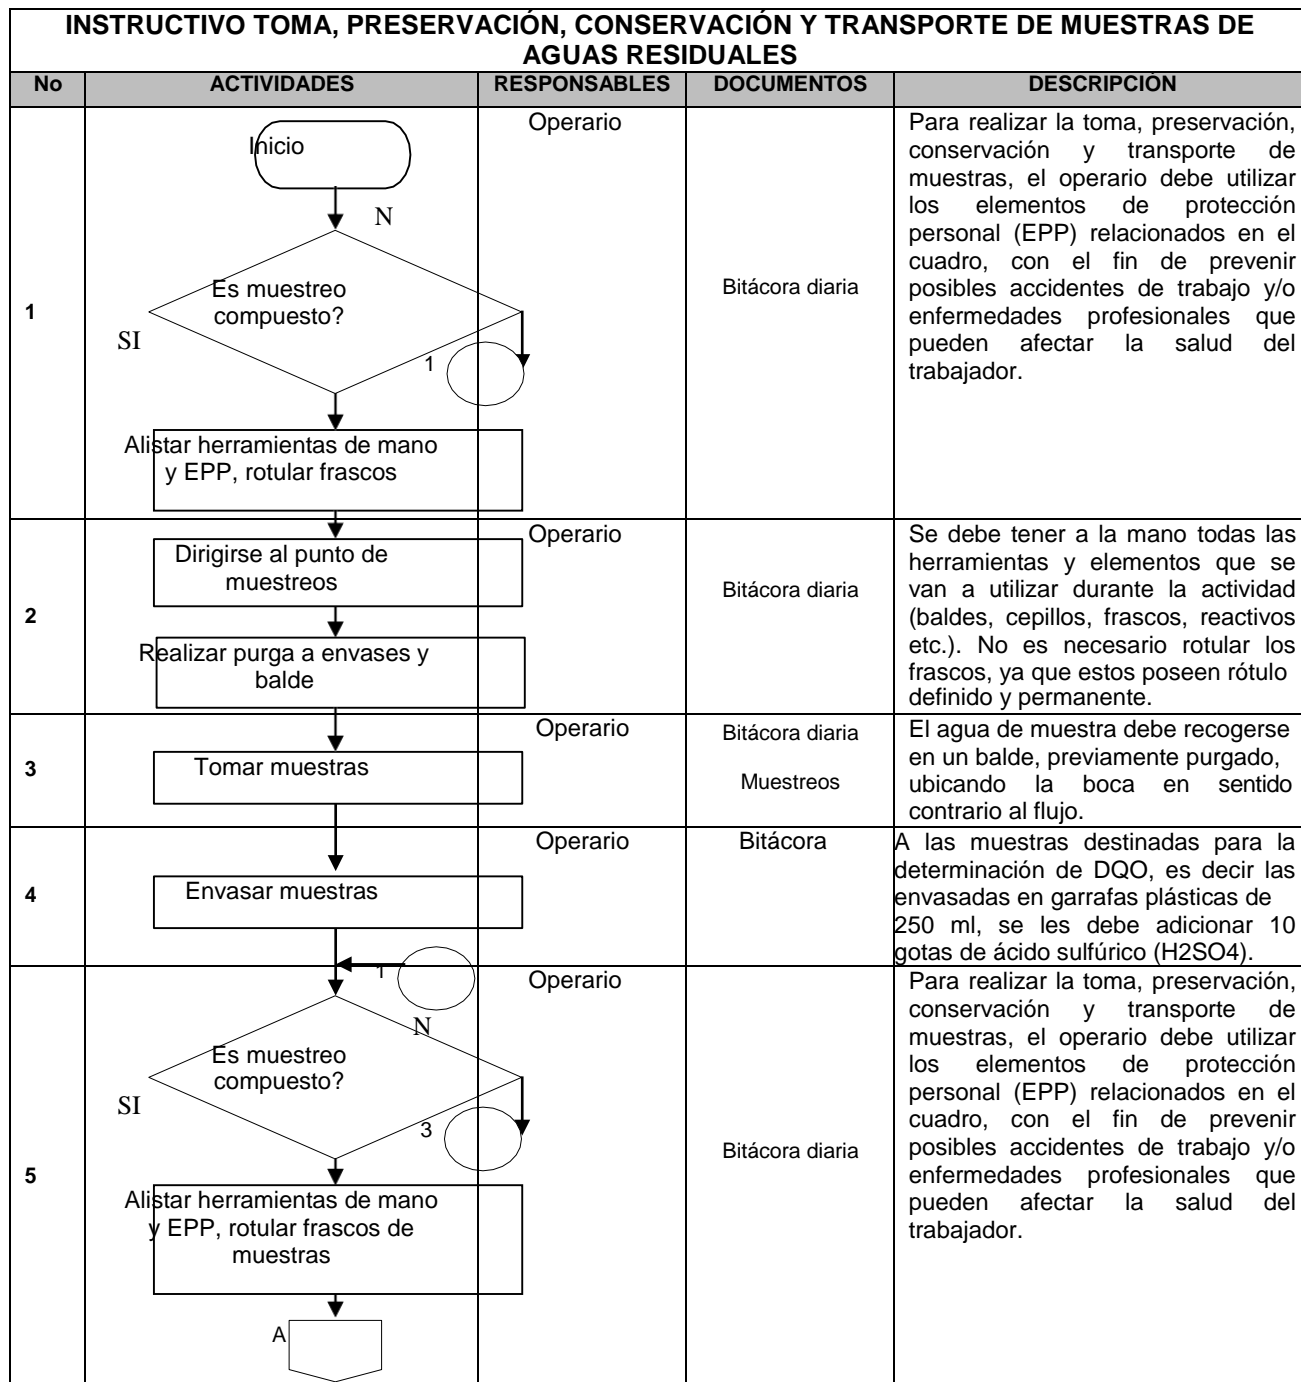 INSTRUCTIVO TOMA, PRESERVACIÓN, CONSERVACIÓN Y TRANSPORTE DE MUESTRAS DE
AGUAS RESIDUALES
No ACTIVIDADES RESPONSABLES DOCUMENTOS DESCRIPCIÓN
1
Inicio
N
Es muestreo
compuesto?
SI
1
Alistar herramientas de mano
y EPP, rotular frascos
Operario
Bitácora diaria
Para realizar la toma, preservación,
conservación y transporte de
muestras, el operario debe utilizar
los elementos de protección
personal (EPP) relacionados en el
cuadro, con el fin de prevenir
posibles accidentes de trabajo y/o
enfermedades profesionales que
pueden afectar la salud del
trabajador.
2
Dirigirse al punto de
muestreos
Realizar purga a envases y
balde
Operario
Bitácora diaria
Se debe tener a la mano todas las
herramientas y elementos que se
van a utilizar durante la actividad
(baldes, cepillos, frascos, reactivos
etc.). No es necesario rotular los
frascos, ya que estos poseen rótulo
definido y permanente.
3
Tomar muestras
Operario
Bitácora diaria
Muestreos
El agua de muestra debe recogerse
en un balde, previamente purgado,
ubicando la boca en sentido
contrario al flujo.
4
Envasar muestras
Operario
Bitácora
A las muestras destinadas para la
determinación de DQO, es decir las
envasadas en garrafas plásticas de
250 ml, se les debe adicionar 10
gotas de ácido sulfúrico (H2SO4).
5
1
N
Es muestreo
compuesto?
SI
3
Alistar herramientas de mano
y EPP, rotular frascos de
muestras
A
Operario
Bitácora diaria
Para realizar la toma, preservación,
conservación y transporte de
muestras, el operario debe utilizar
los elementos de protección
personal (EPP) relacionados en el
cuadro, con el fin de prevenir
posibles accidentes de trabajo y/o
enfermedades profesionales que
pueden afectar la salud del
trabajador.